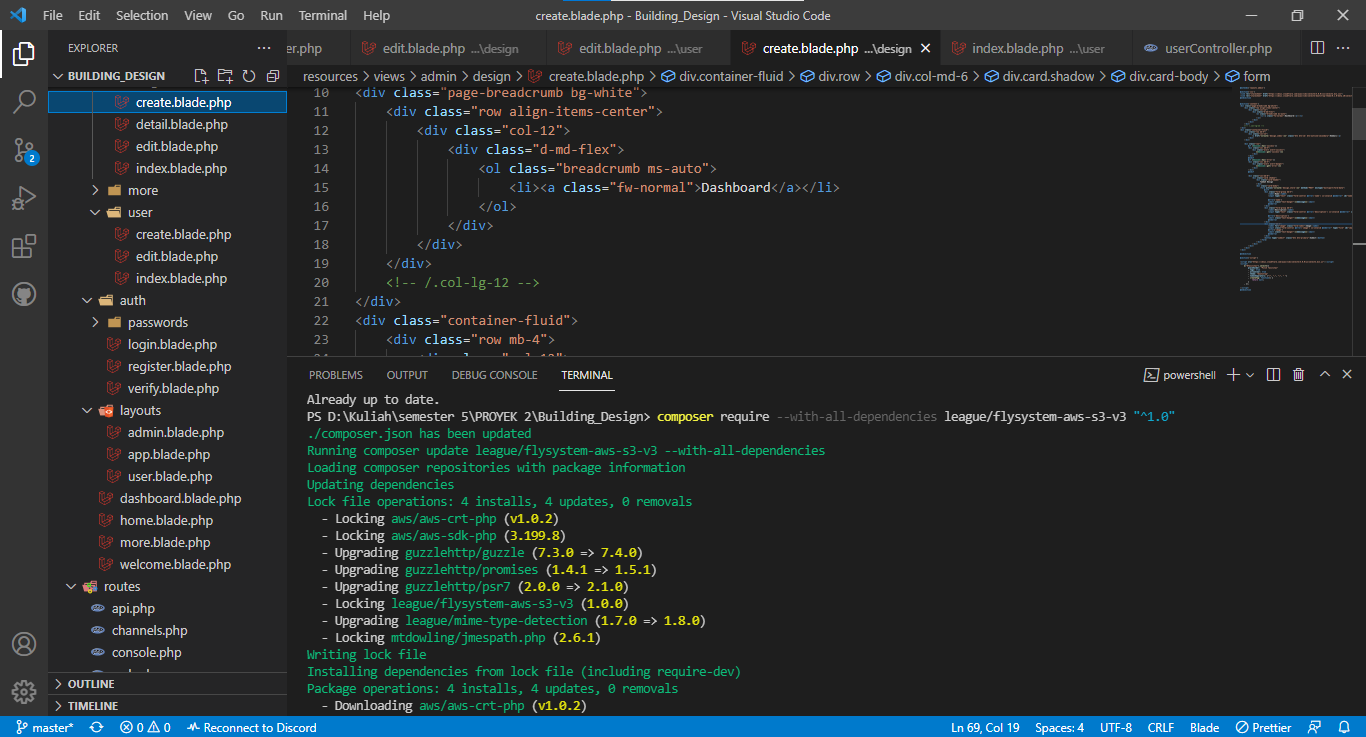 File Edit Selection View Go Run Terminal Help create.blade.php - Building_Design - Visual Studio Code
EXPLORER
BUILDING_DESIGN
create.blade.php
detail.blade.php
edit.blade.php
index.blade.php
more
user
create.blade.php
edit.blade.php
index.blade.php
auth
passwords
login.blade.php
register.blade.php
verify.blade.php
layouts
admin.blade.php
app.blade.php
user.blade.php
dashboard.blade.php
home.blade.php
more.blade.php
welcome.blade.php
routes
api.php
channels.php
console.php
OUTLINE
TIMELINE
er.php edit.blade.php ...\design edit.blade.php ...\user create.blade.php ...\design index.blade.php ...\user userController.php
resources > views > admin > design > create.blade.php > div.container-fluid > div.row > div.col-md-6 > div.card.shadow > div.card-body > form
10 <div class="page-breadcrumb bg-white">
11 <div class="row align-items-center">
12 <div class="col-12">
13 <div class="d-md-flex">
14 <ol class="breadcrumb ms-auto">
15 <li><a class="fw-normal">Dashboard</a></li>
16 </ol>
17 </div>
18 </div>
19 </div>
20 <!-- /.col-lg-12 -->
21 </div>
22 <div class="container-fluid">
23 <div class="row mb-4">
PROBLEMS OUTPUT DEBUG CONSOLE TERMINAL powershell
Already up to date.
PS D:\Kuliah\semester 5\PROYEK 2\Building_Design> composer require --with-all-dependencies league/flysystem-aws-s3-v3 "^1.0"
./composer.json has been updated
Running composer update league/flysystem-aws-s3-v3 --with-all-dependencies
Loading composer repositories with package information
Updating dependencies
Lock file operations: 4 installs, 4 updates, 0 removals
- Locking aws/aws-crt-php (v1.0.2)
- Locking aws/aws-sdk-php (3.199.8)
- Upgrading guzzlehttp/guzzle (7.3.0 => 7.4.0)
- Upgrading guzzlehttp/promises (1.4.1 => 1.5.1)
- Upgrading guzzlehttp/psr7 (2.0.0 => 2.1.0)
- Locking league/flysystem-aws-s3-v3 (1.0.0)
- Upgrading league/mime-type-detection (1.7.0 => 1.8.0)
- Locking mtdowling/jmespath.php (2.6.1)
Writing lock file
Installing dependencies from lock file (including require-dev)
Package operations: 4 installs, 4 updates, 0 removals
- Downloading aws/aws-crt-php (v1.0.2)
2
master* 0 0 Reconnect to Discord Ln 69, Col 19 Spaces: 4 UTF-8 CRLF Blade Prettier